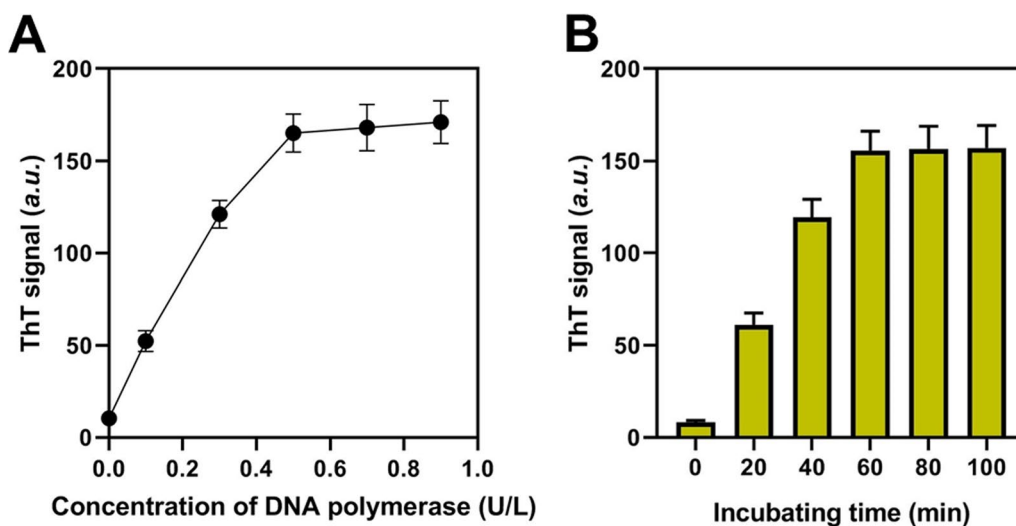 A
ThT signal (a.u.)
200
150
100
50
0
0.0 0.2 0.4 0.6 0.8 1.0
Concentration of DNA polymerase (U/L)
B
ThT signal (a.u.)
200
150
100
50
0
0 20 40 60 80 100
Incubating time (min)